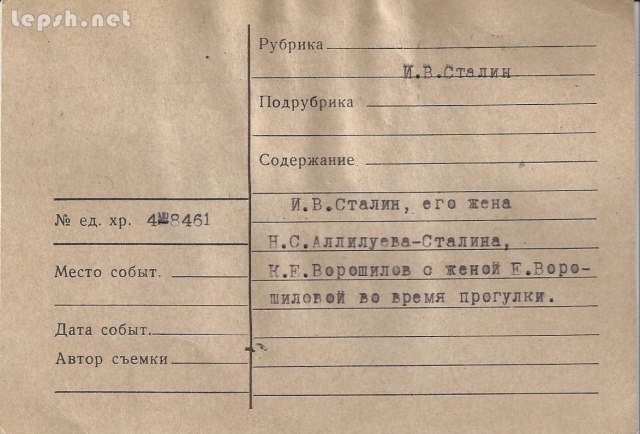 lepsh.net
Рубрика
И.В.Сталин
Подрубрика
Содержание
И.В.Сталин, его жена
Н.С.Аллилуева-Сталина,
К.Е.Ворошилов с женой Е.Воро-
шиловой во время прогулки.
№ ед. хр. 4№8461
Место событ.
Дата событ.
Автор съемки